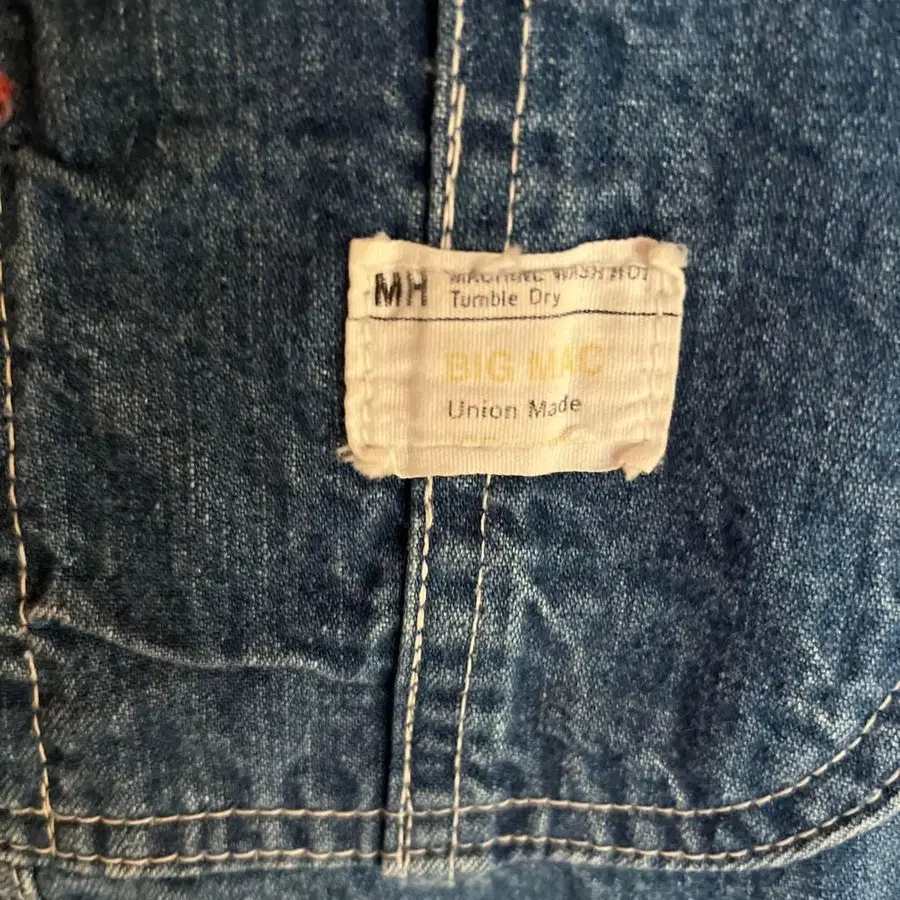 MH MACHINE WASH HOT
Tumble Dry
BIG MAC
Union Made